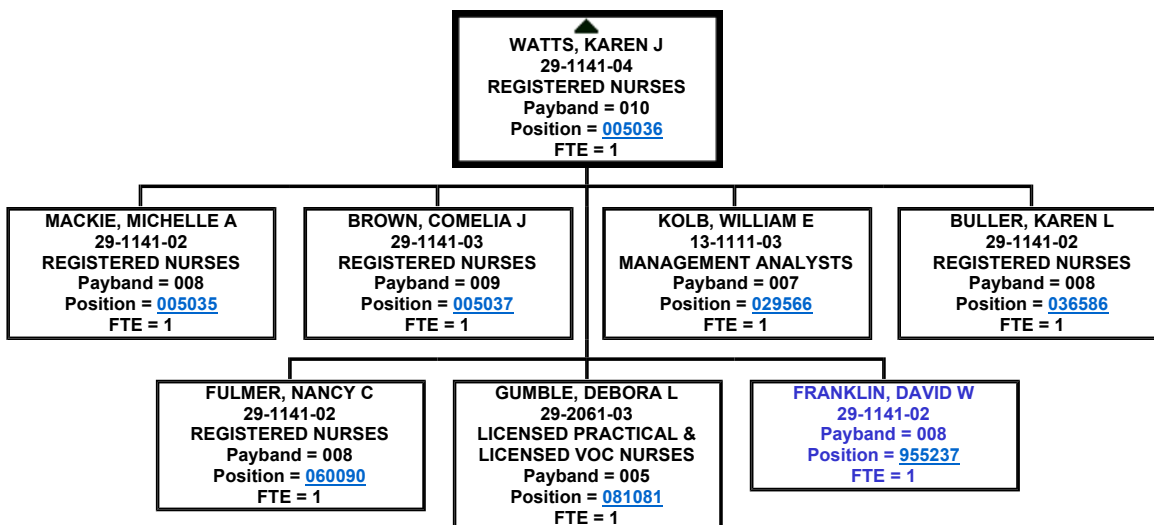 WATTS, KAREN J
29-1141-04
REGISTERED NURSES
Payband = 010
Position = 005036
FTE = 1
MACKIE, MICHELLE A
29-1141-02
REGISTERED NURSES
Payband = 008
Position = 005035
FTE = 1
BROWN, COMELIA J
29-1141-03
REGISTERED NURSES
Payband = 009
Position = 005037
FTE = 1
KOLB, WILLIAM E
13-1111-03
MANAGEMENT ANALYSTS
Payband = 007
Position = 029566
FTE = 1
BULLER, KAREN L
29-1141-02
REGISTERED NURSES
Payband = 008
Position = 036586
FTE = 1
FULMER, NANCY C
29-1141-02
REGISTERED NURSES
Payband = 008
Position = 060090
FTE = 1
GUMBLE, DEBORA L
29-2061-03
LICENSED PRACTICAL &
LICENSED VOC NURSES
Payband = 005
Position = 081081
FTE = 1
FRANKLIN, DAVID W
29-1141-02
Payband = 008
Position = 955237
FTE = 1